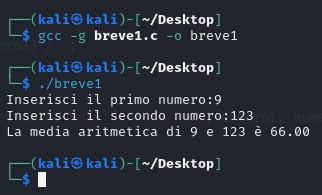 ┌──(kali㉿kali)-[~/Desktop]
└─$ gcc -g breve1.c -o breve1
┌──(kali㉿kali)-[~/Desktop]
└─$ ./breve1
Inserisci il primo numero:9
Inserisci il secondo numero:123
La media aritmetica di 9 e 123 è 66.00
┌──(kali㉿kali)-[~/Desktop]
└─$